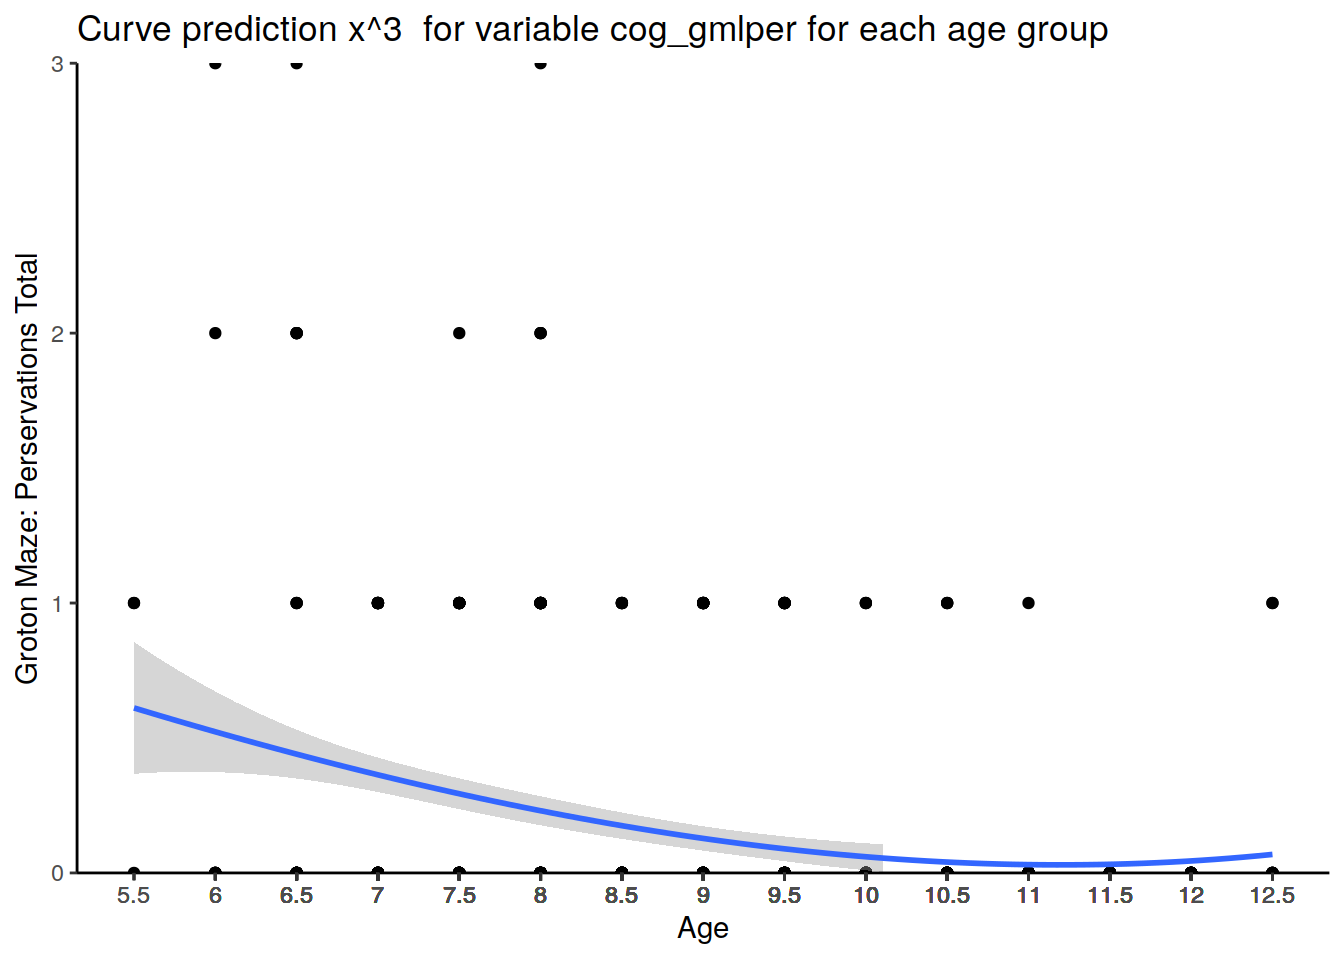 Curve prediction x^3  for variable cog_gmlper for each age group
Groton Maze: Perservations Total
3
2
1
0
5.5 6 6.5 7 7.5 8 8.5 9 9.5 10 10.5 11 11.5 12 12.5
Age